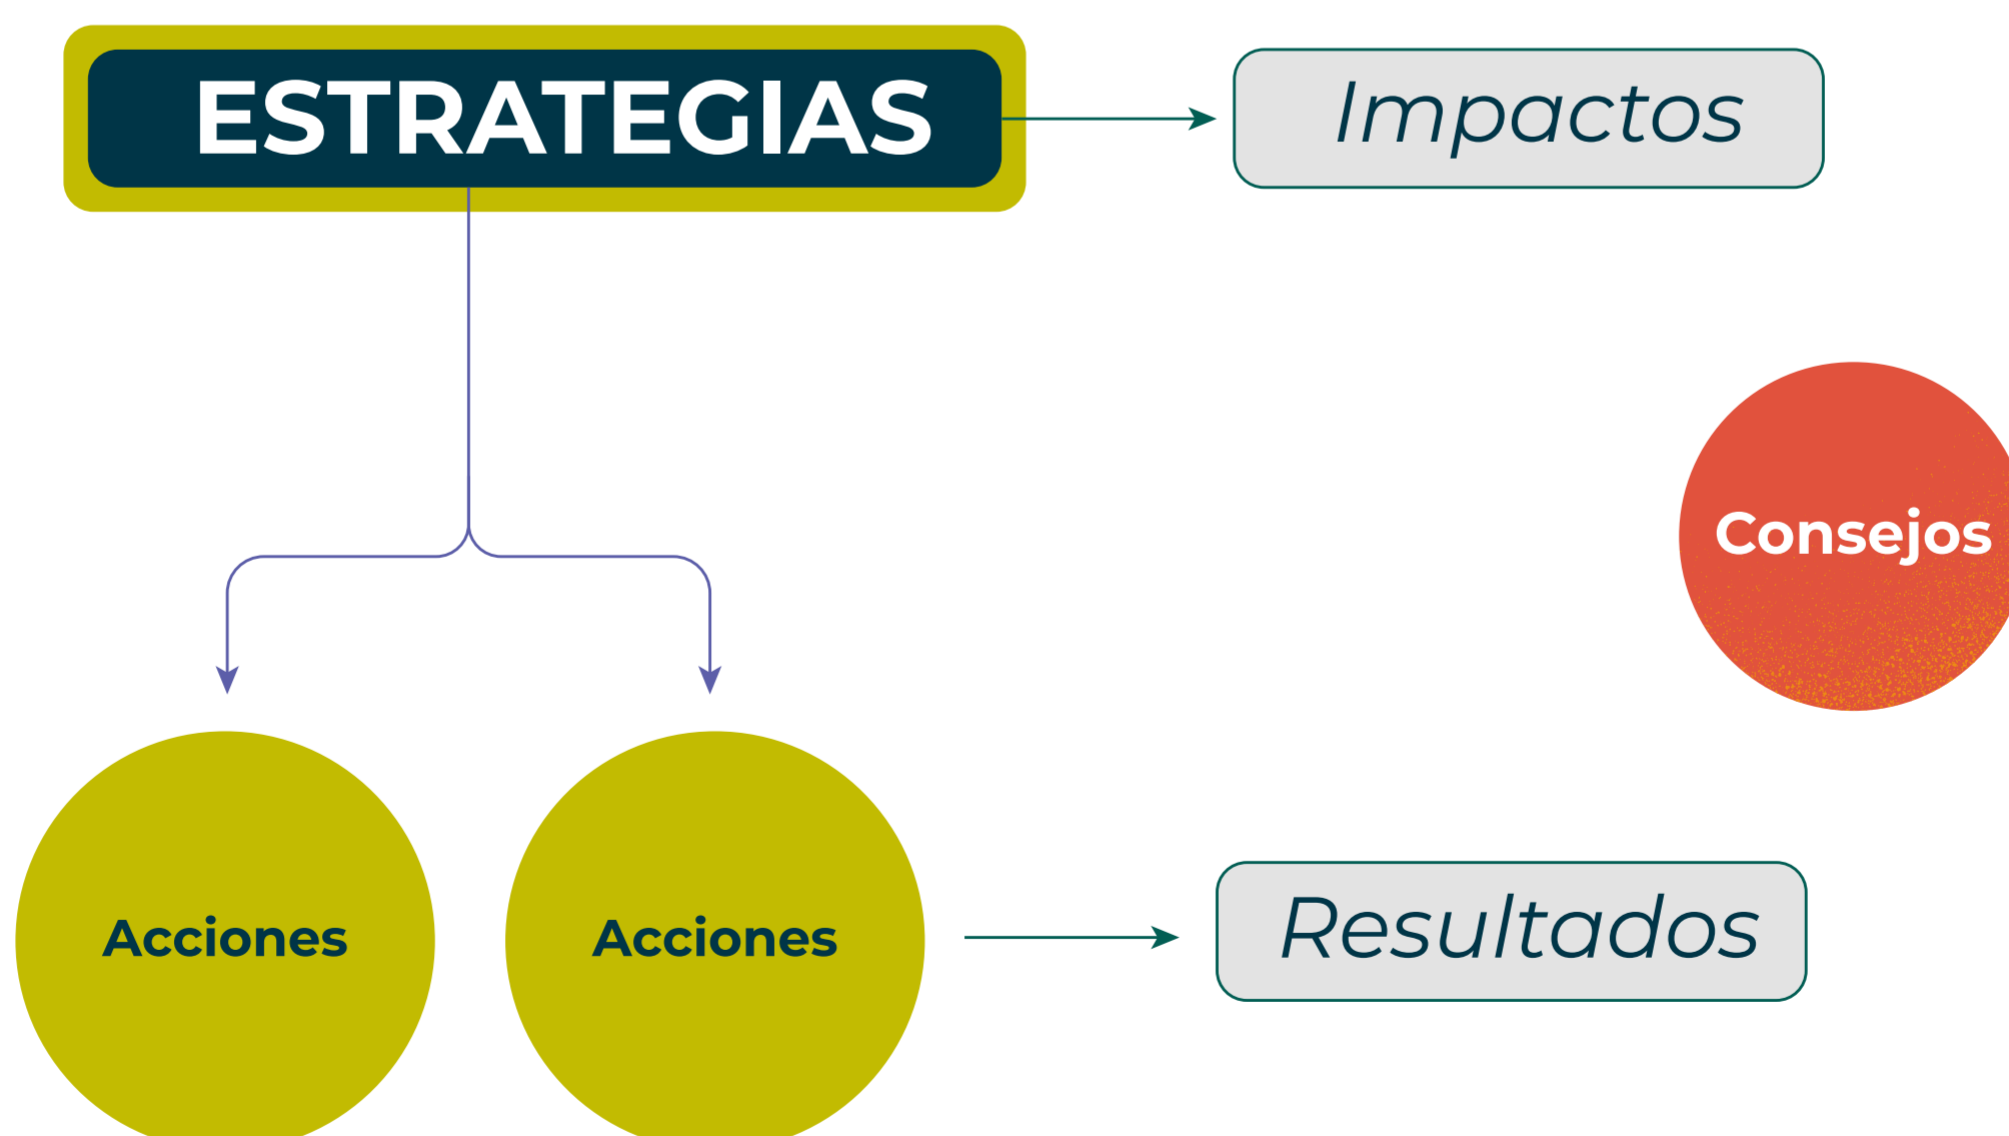 ESTRATEGIAS
Impactos
Consejos
Acciones
Acciones
Resultados